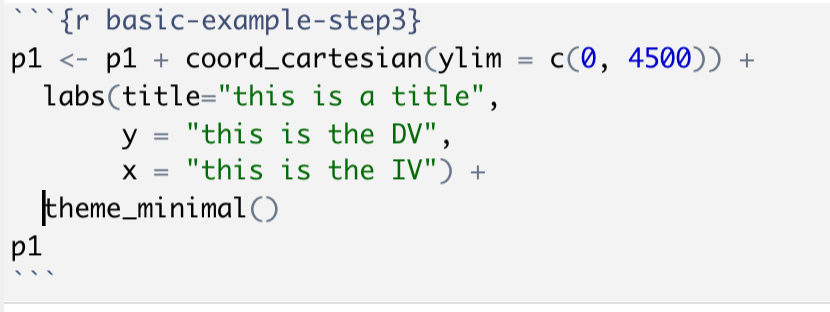 ```{r basic-example-step3}
p1 <- p1 + coord_cartesian(ylim = c(0, 4500)) +
  labs(title="this is a title",
       y = "this is the DV",
       x = "this is the IV") +
  theme_minimal()
p1
```